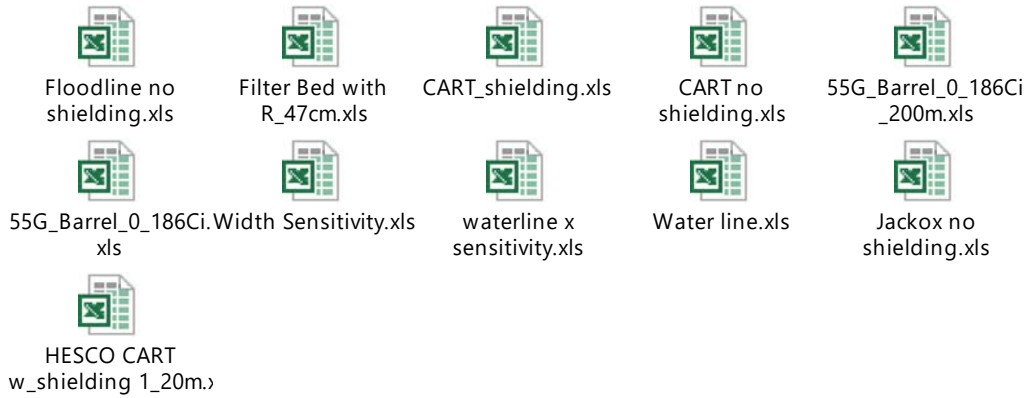 Floodline no
shielding.xls
Filter Bed with
R_47cm.xls
CART_shielding.xls
CART no
shielding.xls
55G_Barrel_0_186Ci
_200m.xls
55G_Barrel_0_186Ci.
xls
Width Sensitivity.xls
waterline x
sensitivity.xls
Water line.xls
Jackox no
shielding.xls
HESCO CART
w_shielding 1_20m.x